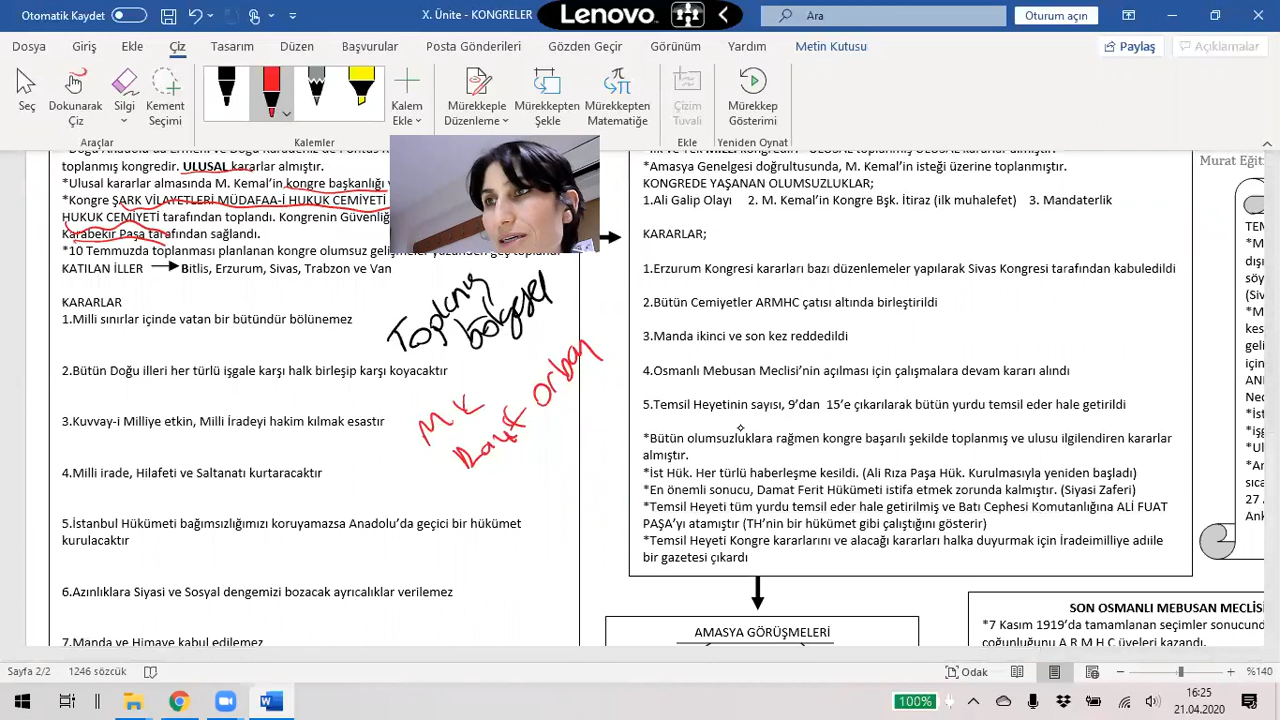 X. Ünite - KONGRELER
Lenovo
Ara
Oturum açın
Dosya
Giriş
Ekle
Çiz
Tasarım
Düzen
Başvurular
Posta Gönderileri
Gözden Geçir
Görünüm
Yardım
Metin Kutusu
Paylaş
Açıklamalar
Seç
Dokunarak
Çiz
Silgi
Kement
Seçimi
Kalem
Ekle
Mürekkeple
Düzenleme
Mürekkepten
Şekle
Mürekkepten
Matematiğe
Çizim
Tuvali
Mürekkep
Gösterimi
Araçlar
Kalemler
Dönüştür
Ekle
Yeniden Oynat
toplanmış kongredir. ULUSAL kararlar almıştır.
*Ulusal kararlar almasında M. Kemal'in kongre başkanlığı
*Kongre ŞARK VİLAYETLERİ MÜDAFAA-İ HUKUK CEMİYETİ
HUKUK CEMİYETİ tarafından toplandı. Kongrenin Güvenliği
Karabekir Paşa tarafından sağlandı.
*10 Temmuzda toplanması planlanan kongre olumsuz gelişmeler yüzünden geç
KATILAN İLLER Bitlis, Erzurum, Sivas, Trabzon ve Van
KARARLAR
1.Milli sınırlar içinde vatan bir bütündür bölünemez
2.Bütün Doğu illeri her türlü işgale karşı halk birleşip karşı koyacaktır
3.Kuvvay-i Milliye etkin, Milli İradeyi hakim kılmak esastır
4.Milli irade, Hilafeti ve Saltanatı kurtaracaktır
5.İstanbul Hükümeti bağımsızlığımızı koruyamazsa Anadolu'da geçici bir hükümet
kurulacaktır
6.Azınlıklara Siyasi ve Sosyal dengemizi bozacak ayrıcalıklar verilemez
7.Manda ve Himaye kabul edilemez
Toplanış
bölgesel
M K
Rauf Orbay
*Amasya Genelgesi doğrultusunda, M. Kemal'in isteği üzerine toplanmıştır.
KONGREDE YAŞANAN OLUMSUZLUKLAR;
1.Ali Galip Olayı 2. M. Kemal'in Kongre Bşk. İtiraz (ilk muhalefet) 3. Mandaterlik
KARARLAR;
1.Erzurum Kongresi kararları bazı düzenlemeler yapılarak Sivas Kongresi tarafından kabuledildi
2.Bütün Cemiyetler ARMHC çatısı altında birleştirildi
3.Manda ikinci ve son kez reddedildi
4.Osmanlı Mebusan Meclisi'nin açılması için çalışmalara devam kararı alındı
5.Temsil Heyetinin sayısı, 9'dan 15'e çıkarılarak bütün yurdu temsil eder hale getirildi
*Bütün olumsuzluklara rağmen kongre başarılı şekilde toplanmış ve ulusu ilgilendiren kararlar
almıştır.
*İst Hük. Her türlü haberleşme kesildi. (Ali Rıza Paşa Hük. Kurulmasıyla yeniden başladı)
*En önemli sonucu, Damat Ferit Hükümeti istifa etmek zorunda kalmıştır. (Siyasi Zaferi)
*Temsil Heyeti tüm yurdu temsil eder hale getirilmiş ve Batı Cephesi Komutanlığına ALİ FUAT
PAŞA'yı atamıştır (TH'nin bir hükümet gibi çalıştığını gösterir)
*Temsil Heyeti Kongre kararlarını ve alacağı kararları halka duyurmak için İradeimilliye adıile
bir gazetesi çıkardı
AMASYA GÖRÜŞMELERİ
SON OSMANLI MEBUSAN MECLİSİ
*7 Kasım 1919'da tamamlanan seçimler sonucunda
çoğunluğunu A R M H C üyeleri kazandı.
Murat Eğiti
Sayfa 2/2
1246 sözcük
Odak
%140
100%
16:25
21.04.2020